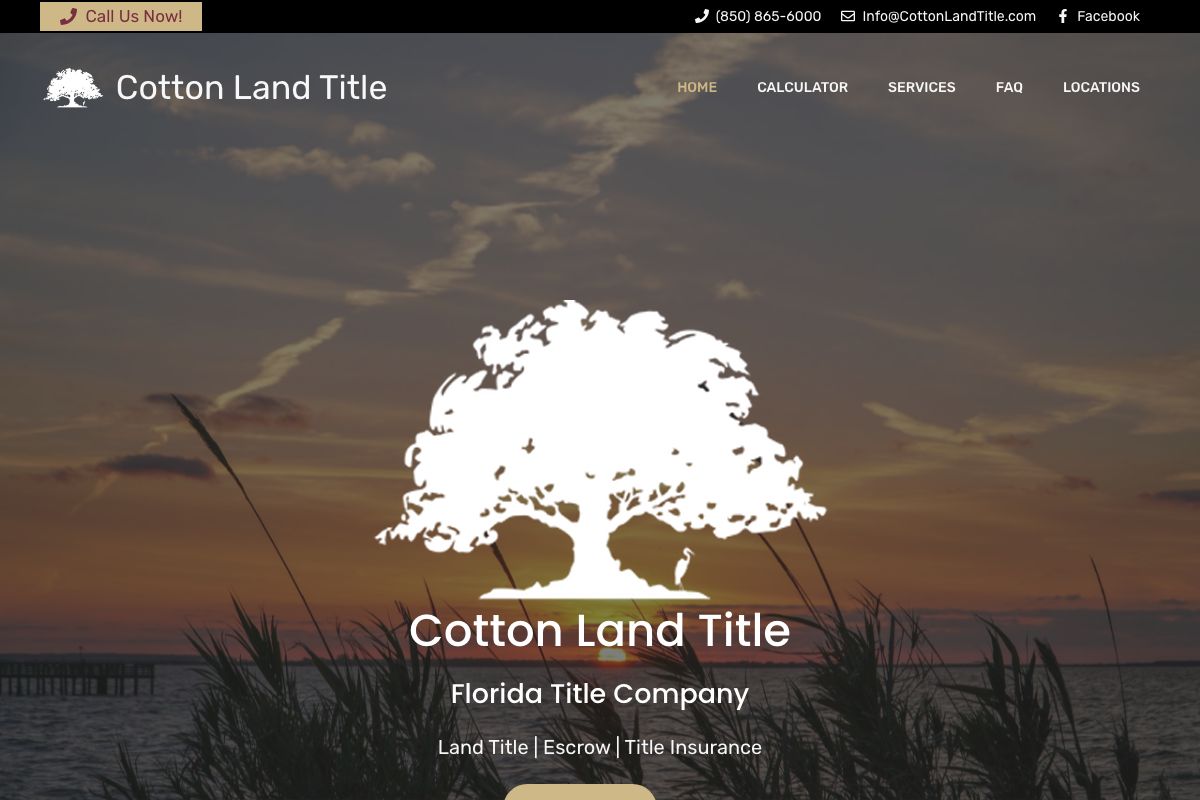 Call Us Now!
(850) 865-6000 Info@CottonLandTitle.com Facebook
Cotton Land Title
HOME CALCULATOR SERVICES FAQ LOCATIONS
Cotton Land Title
Florida Title Company
Land Title | Escrow | Title Insurance